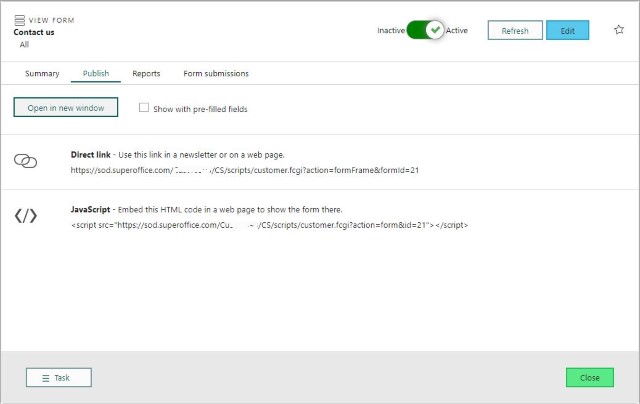 VIEW FORM
Contact us
All
Inactive Active Refresh Edit
Summary Publish Reports Form submissions
Open in new window Show with pre-filled fields
Direct link - Use this link in a newsletter or on a web page.
https://sod.superoffice.com/ /CS/scripts/customer.fcgi?action=formFrame&formId=21
JavaScript - Embed this HTML code in a web page to show the form there.
<script src="https://sod.superoffice.com/Cu /CS/scripts/customer.fcgi?action=form&id=21"></script>
Task Close